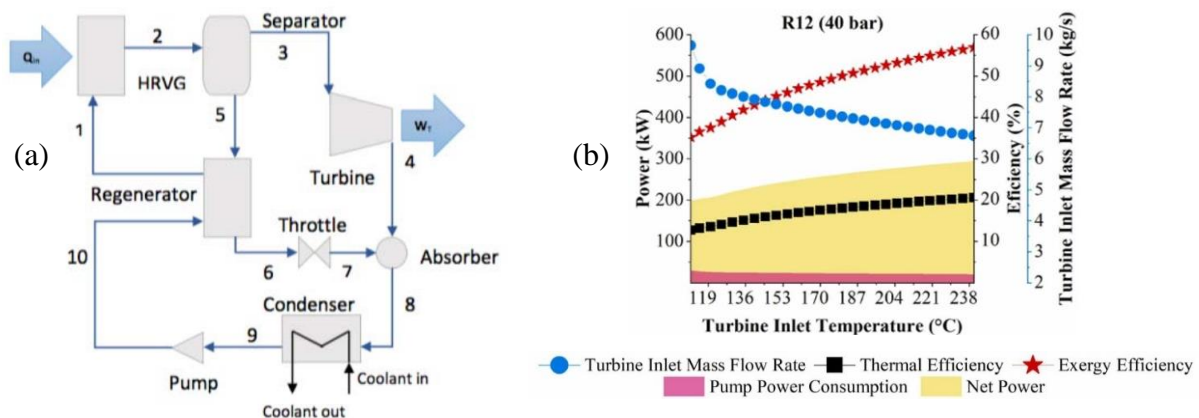 (a)
q_in
2
HRVG
Separator
3
1
5
Turbine
W_T
4
Regenerator
Throttle
Absorber
10
6
7
8
Condenser
9
Pump
Coolant in
Coolant out
(b)
R12 (40 bar)
Power (kW)
600
500
400
300
200
100
Eficiency (%)
60
50
40
30
20
10
Turbine Inlet Mass Flow Rate (kg/s)
10
9
8
7
6
5
4
3
2
119 136 153 170 187 204 221 238
Turbine Inlet Temperature (°C)
Turbine Inlet Mass Flow Rate Thermal Efficiency Exergy Efficiency
Pump Power Consumption Net Power